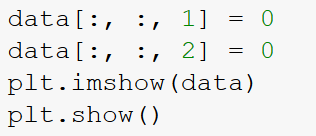 data[:, :, 1] = 0
data[:, :, 2] = 0
plt.imshow(data)
plt.show()